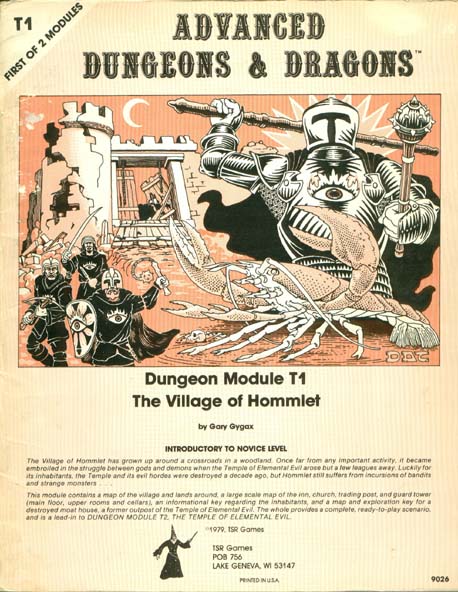 T1
FIRST OF 2 MODULES
ADVANCED
DUNGEONS & DRAGONS™
T
DAT
Dungeon Module T1
The Village of Hommlet
by Gary Gygax
INTRODUCTORY TO NOVICE LEVEL
The Village of Hommlet has grown up around a crossroads in a woodland. Once far from any important activity, it became
embroiled in the struggle between gods and demons when the Temple of Elemental Evil arose but a few leagues away. Luckily for
its inhabitants, the Temple and its evil hordes were destroyed a decade ago, but Hommlet still suffers from incursions of bandits
and strange monsters . . . .
This module contains a map of the village and lands around, a large scale map of the inn, church, trading post, and guard tower
(main floor, upper rooms and cellars), an informational key regarding the inhabitants, and a map and exploration key for a
destroyed moat house, a former outpost of the Temple of Elemental Evil. The whole provides a complete, ready-to-play scenario,
and is a lead-in to DUNGEON MODULE T2, THE TEMPLE OF ELEMENTAL EVIL.
©1979, TSR Games
TSR Games
POB 756
LAKE GENEVA, WI 53147
PRINTED IN U.S.A.
9026